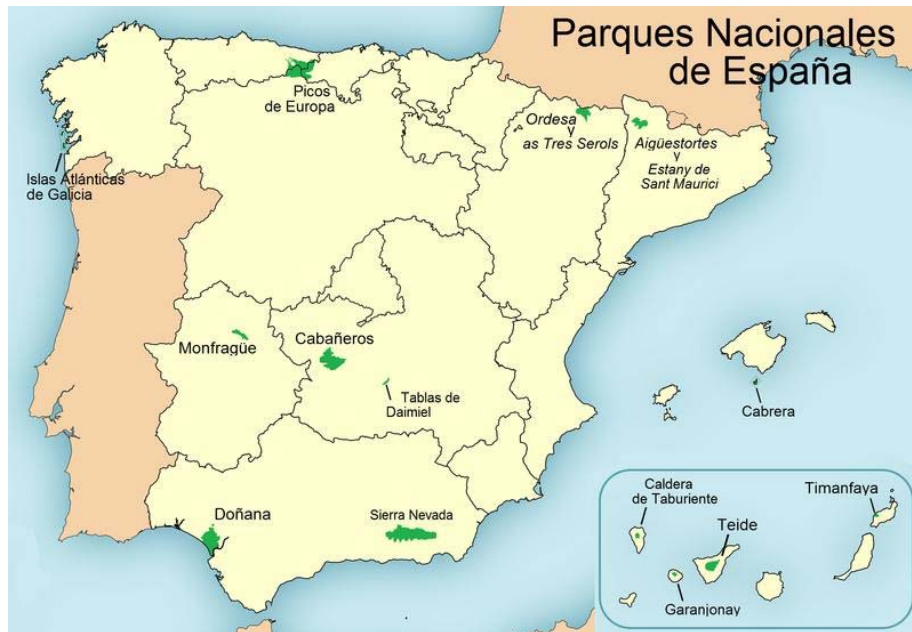 Parques Nacionales
de España
Picos
de Europa
Ordesa
y
as Tres Serols
Aigüestortes
y
Estany de
Sant Maurici
Islas Atlánticas
de Galicia
Monfragüe
Cabañeros
Tablas de
Daimiel
Cabrera
Doñana
Sierra Nevada
Caldera
de Taburiente
Timanfaya
Teide
Garanjonay